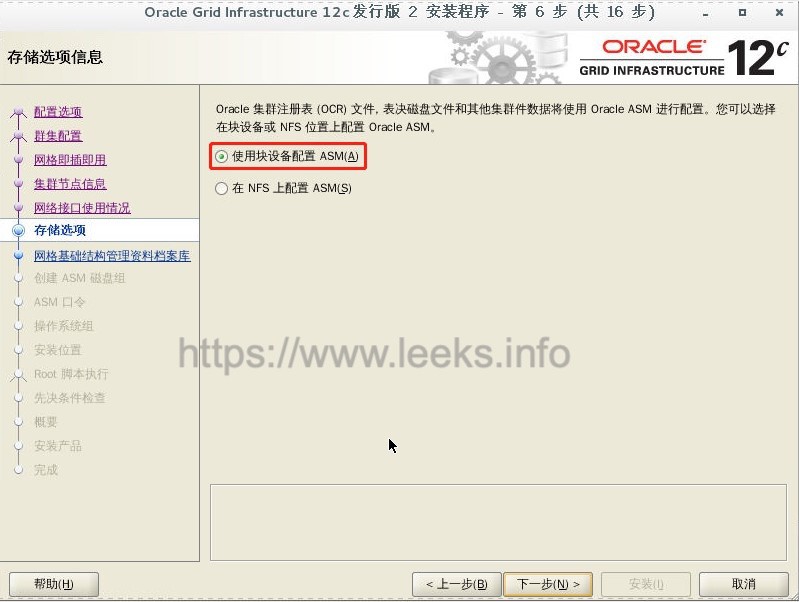 Oracle Grid Infrastructure 12c 发行版 2 安装程序 - 第 6 步 (共 16 步)
存储选项信息
ORACLE®
GRID INFRASTRUCTURE 12c
配置选项
群集配置
网格即插即用
集群节点信息
网络接口使用情况
存储选项
网格基础结构管理资料档案库
创建 ASM 磁盘组
ASM 口令
操作系统组
安装位置
Root 脚本执行
先决条件检查
概要
安装产品
完成
Oracle 集群注册表 (OCR) 文件, 表决磁盘文件和其他集群件数据将使用 Oracle ASM 进行配置。您可以选择
在块设备或 NFS 位置上配置 Oracle ASM。
使用块设备配置 ASM(A)
在 NFS 上配置 ASM(S)
https://www.leeks.info
帮助(H)
< 上一步(B)
下一步(N) >
安装(I)
取消